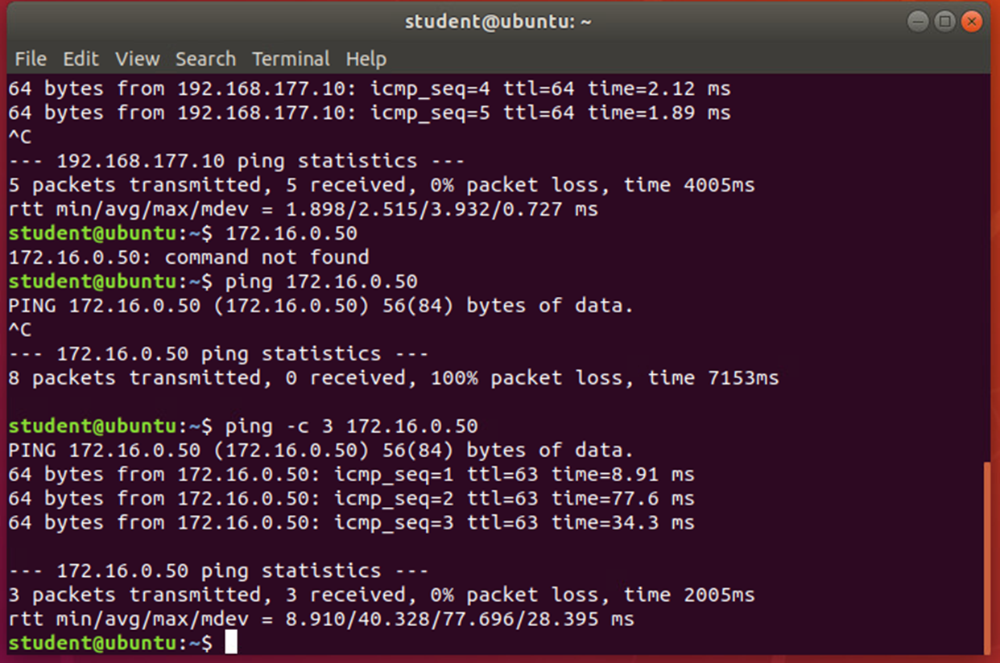 student@ubuntu: ~
File Edit View Search Terminal Help
64 bytes from 192.168.177.10: icmp_seq=4 ttl=64 time=2.12 ms
64 bytes from 192.168.177.10: icmp_seq=5 ttl=64 time=1.89 ms
^C
--- 192.168.177.10 ping statistics ---
5 packets transmitted, 5 received, 0% packet loss, time 4005ms
rtt min/avg/max/mdev = 1.898/2.515/3.932/0.727 ms
student@ubuntu:~$ 172.16.0.50
172.16.0.50: command not found
student@ubuntu:~$ ping 172.16.0.50
PING 172.16.0.50 (172.16.0.50) 56(84) bytes of data.
^C
--- 172.16.0.50 ping statistics ---
8 packets transmitted, 0 received, 100% packet loss, time 7153ms

student@ubuntu:~$ ping -c 3 172.16.0.50
PING 172.16.0.50 (172.16.0.50) 56(84) bytes of data.
64 bytes from 172.16.0.50: icmp_seq=1 ttl=63 time=8.91 ms
64 bytes from 172.16.0.50: icmp_seq=2 ttl=63 time=77.6 ms
64 bytes from 172.16.0.50: icmp_seq=3 ttl=63 time=34.3 ms

--- 172.16.0.50 ping statistics ---
3 packets transmitted, 3 received, 0% packet loss, time 2005ms
rtt min/avg/max/mdev = 8.910/40.328/77.696/28.395 ms
student@ubuntu:~$